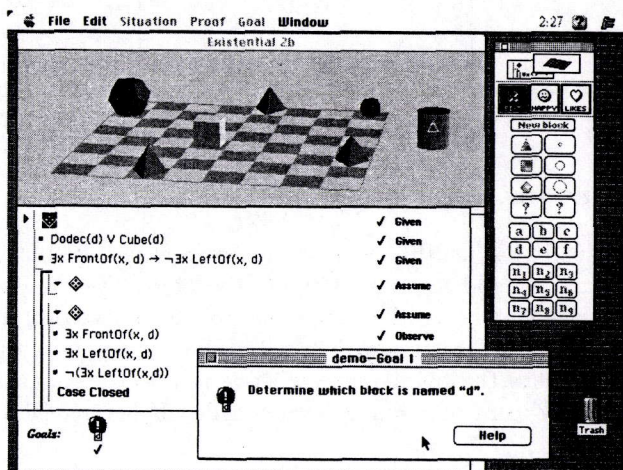 File Edit Situation Proof Goal Window 2:27
Existential 2b
HAPPY LIKES
New block
? ?
a b c
d e f
n1 n2 n3
n4 n5 n6
n7 n8 n9
✓ Given
▪ Dodec(d) ∨ Cube(d) ✓ Given
▪ ∃x FrontOf(x, d) → ¬∃x LeftOf(x, d) ✓ Given
✓ Assume
✓ Assume
▪ ∃x FrontOf(x, d) ✓ Observe
▪ ∃x LeftOf(x, d)
▪ ¬(∃x LeftOf(x,d))
Case Closed
demo-Goal 1
Determine which block is named "d".
Help
Goals:
Trash